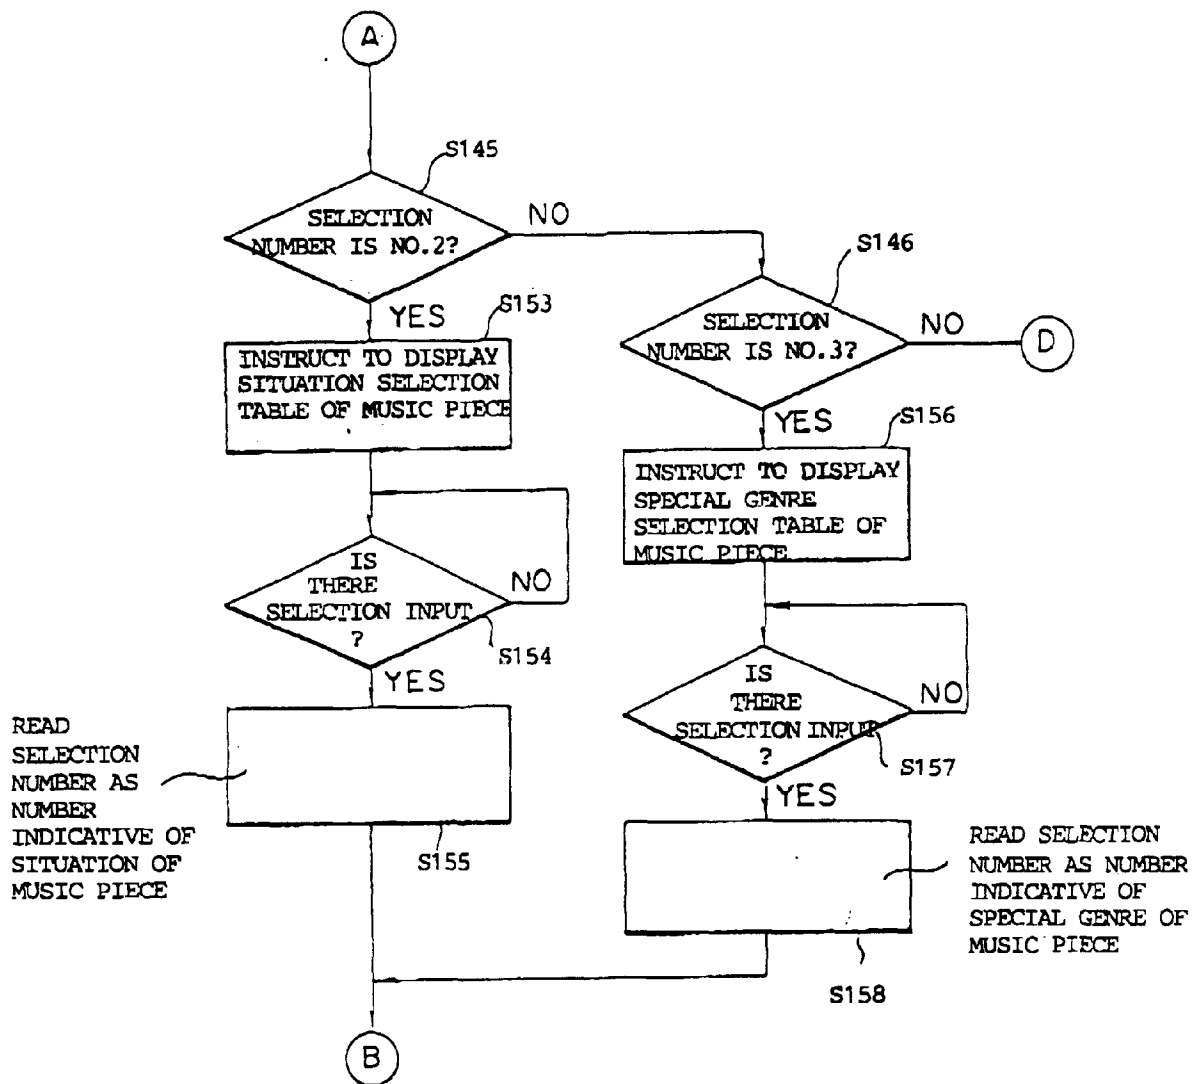 A
S145
SELECTION
NUMBER IS NO.2?
NO
S146
SELECTION
NUMBER IS NO.3?
NO
D
YES
S153
INSTRUCT TO DISPLAY
SITUATION SELECTION
TABLE OF MUSIC PIECE
YES
S156
INSTRUCT TO DISPLAY
SPECIAL GENRE
SELECTION TABLE OF
MUSIC PIECE
IS
THERE
SELECTION INPUT
?
NO
S154
YES
IS
THERE
SELECTION INPUT
?
NO
S157
YES
READ
SELECTION
NUMBER AS
NUMBER
INDICATIVE OF
SITUATION OF
MUSIC PIECE
S155
READ SELECTION
NUMBER AS NUMBER
INDICATIVE OF
SPECIAL GENRE OF
MUSIC PIECE
S158
B